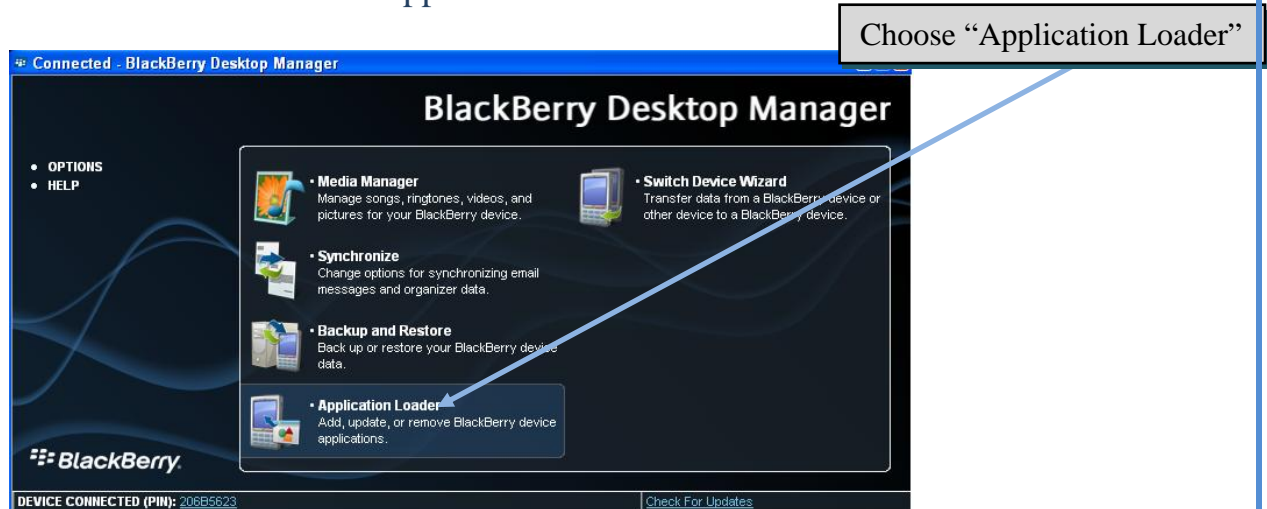 Choose “Application Loader”
Connected - BlackBerry Desktop Manager
BlackBerry Desktop Manager
• OPTIONS
• HELP
• Media Manager
Manage songs, ringtones, videos, and
pictures for your BlackBerry device.
• Switch Device Wizard
Transfer data from a BlackBerry device or
other device to a BlackBerry device.
• Synchronize
Change options for synchronizing email
messages and organizer data.
• Backup and Restore
Back up or restore your BlackBerry device
data.
• Application Loader
Add, update, or remove BlackBerry device
applications.
BlackBerry.
DEVICE CONNECTED (PIN): 206B5623
Check For Updates